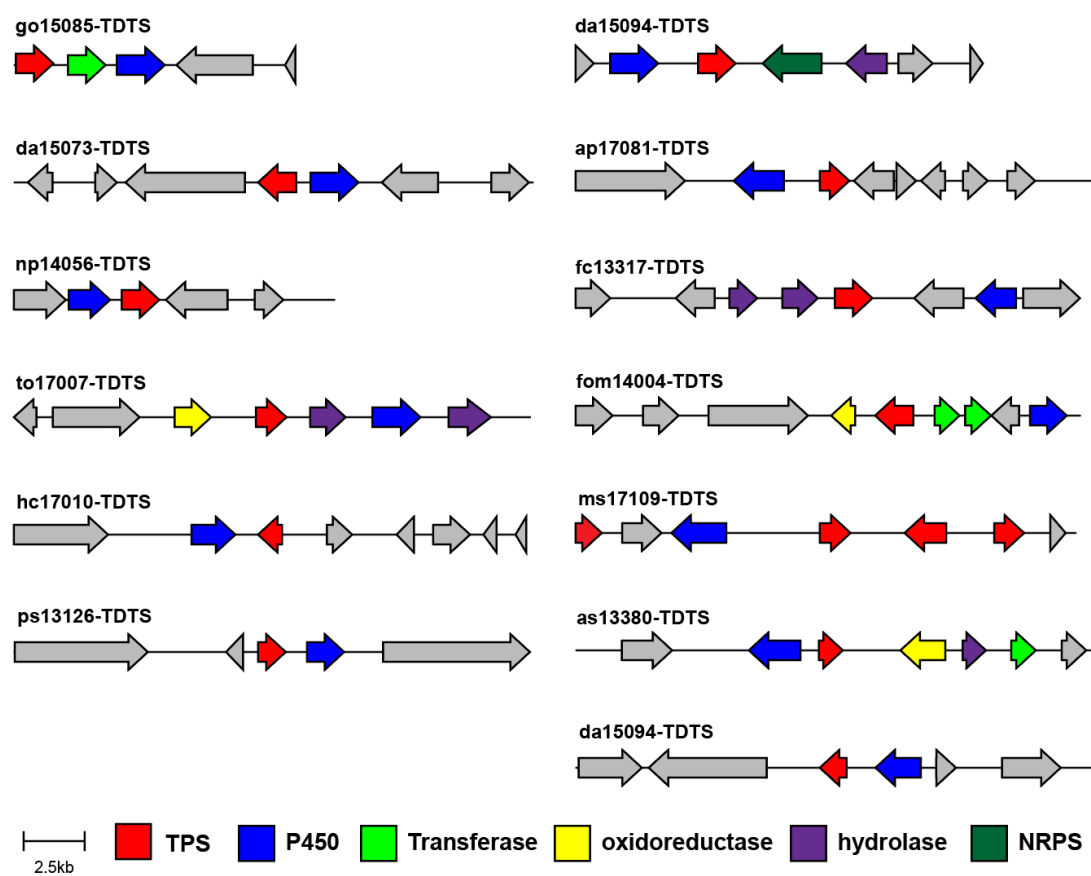 go15085-TDTS
da15094-TDTS
da15073-TDTS
ap17081-TDTS
np14056-TDTS
fc13317-TDTS
to17007-TDTS
fom14004-TDTS
hc17010-TDTS
ms17109-TDTS
ps13126-TDTS
as13380-TDTS
da15094-TDTS
2.5kb
TPS
P450
Transferase
oxidoreductase
hydrolase
NRPS